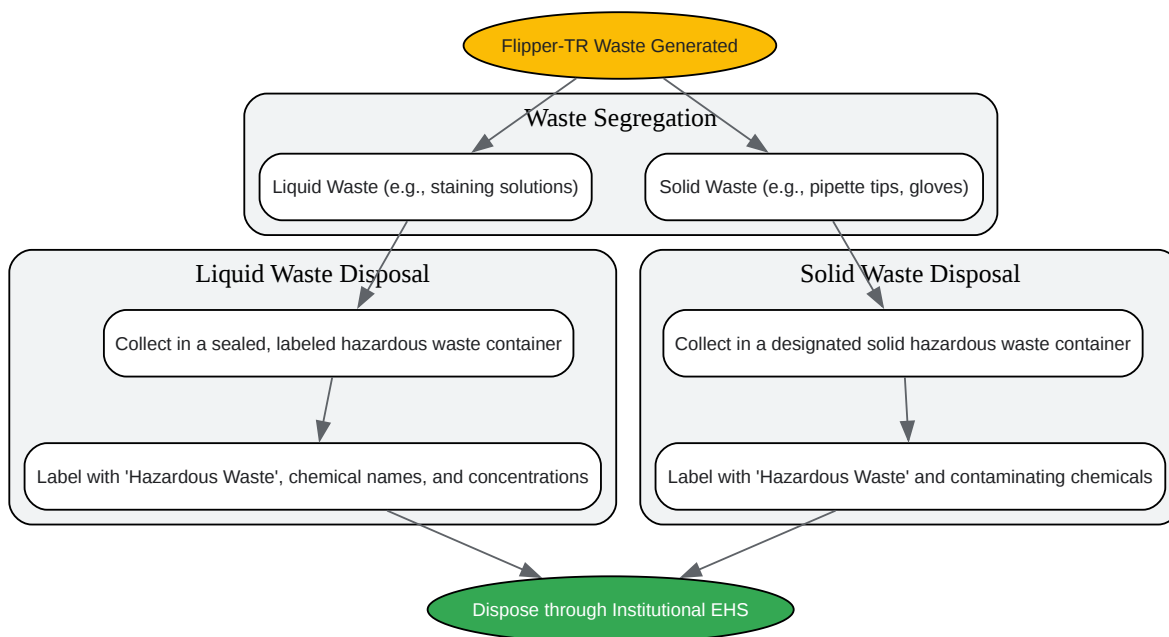 Flipper-TR Waste Generated
Waste Segregation
Liquid Waste (e.g., staining solutions)
Solid Waste (e.g., pipette tips, gloves)
Liquid Waste Disposal
Solid Waste Disposal
Collect in a sealed, labeled hazardous waste container
Collect in a designated solid hazardous waste container
Label with 'Hazardous Waste', chemical names, and concentrations
Label with 'Hazardous Waste' and contaminating chemicals
Dispose through Institutional EHS